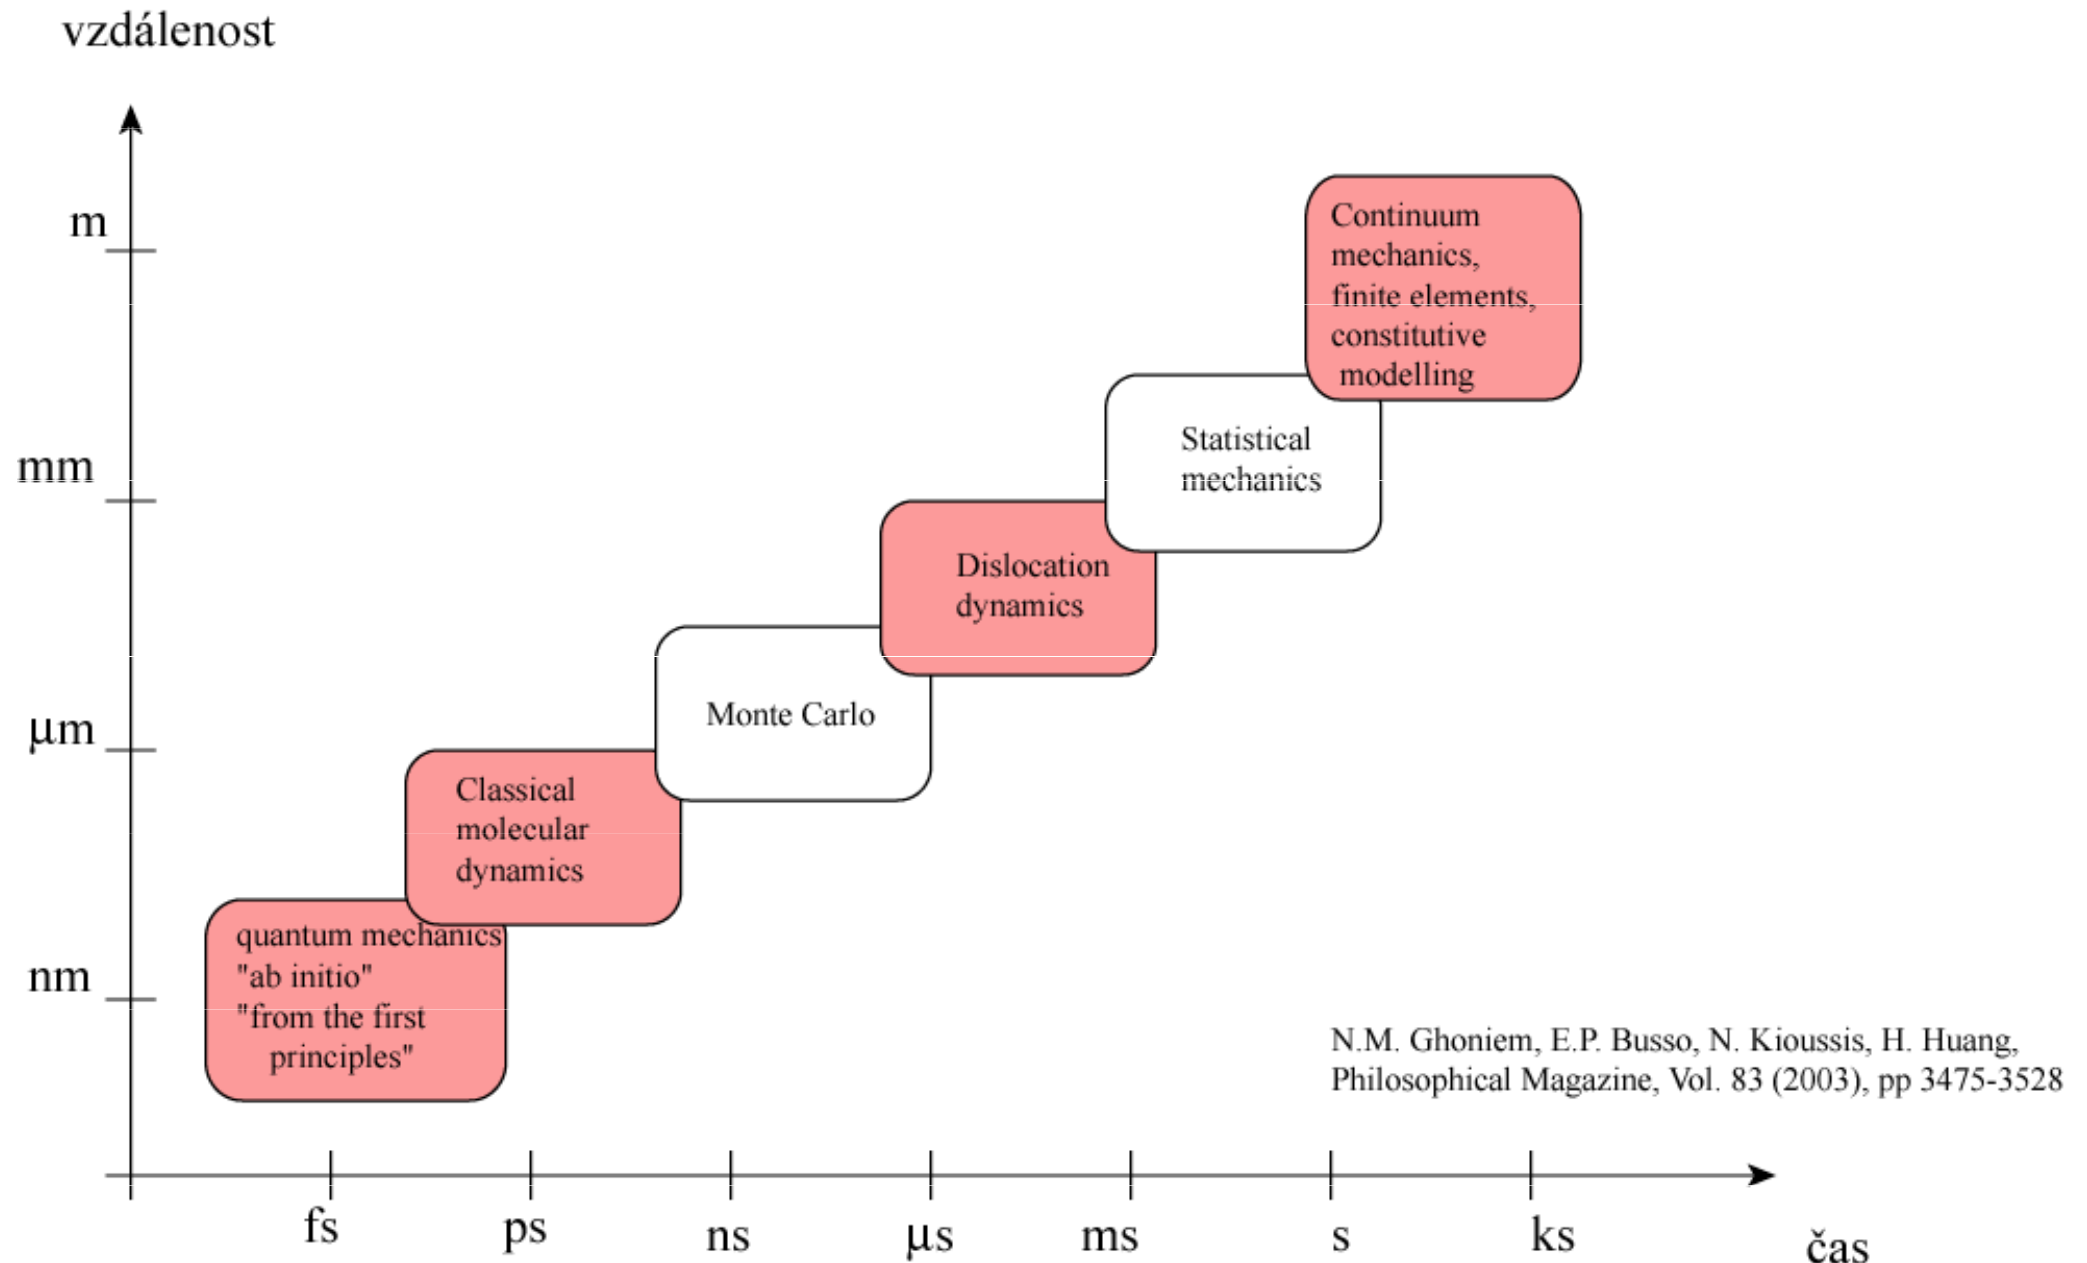 vzdálenost
m
Continuum
mechanics,
finite elements,
constitutive
modelling
mm
Statistical
mechanics
Dislocation
dynamics
μm
Monte Carlo
Classical
molecular
dynamics
nm
quantum mechanics
"ab initio"
"from the first
principles"
N.M. Ghoniem, E.P. Busso, N. Kioussis, H. Huang,
Philosophical Magazine, Vol. 83 (2003), pp 3475-3528
fs ps ns μs ms s ks čas